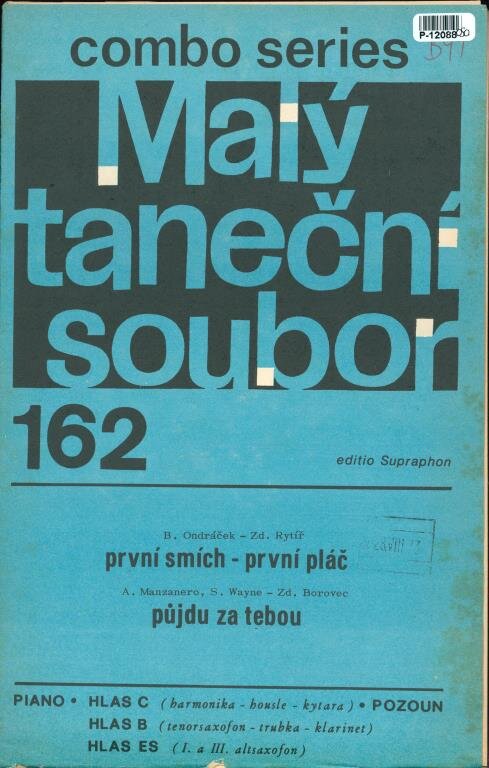 P-12088
combo series
Malý
taneční
soubor
162
editio Supraphon
B. Ondráček - Zd. Rytíř
první smích - první pláč
A. Manzanero, S. Wayne - Zd. Borovec
půjdu za tebou
PIANO • HLAS C (harmonika - housle - kytara) • POZOUN
HLAS B (tenorsaxofon - trubka - klarinet)
HLAS ES (I. a III. altsaxofon)